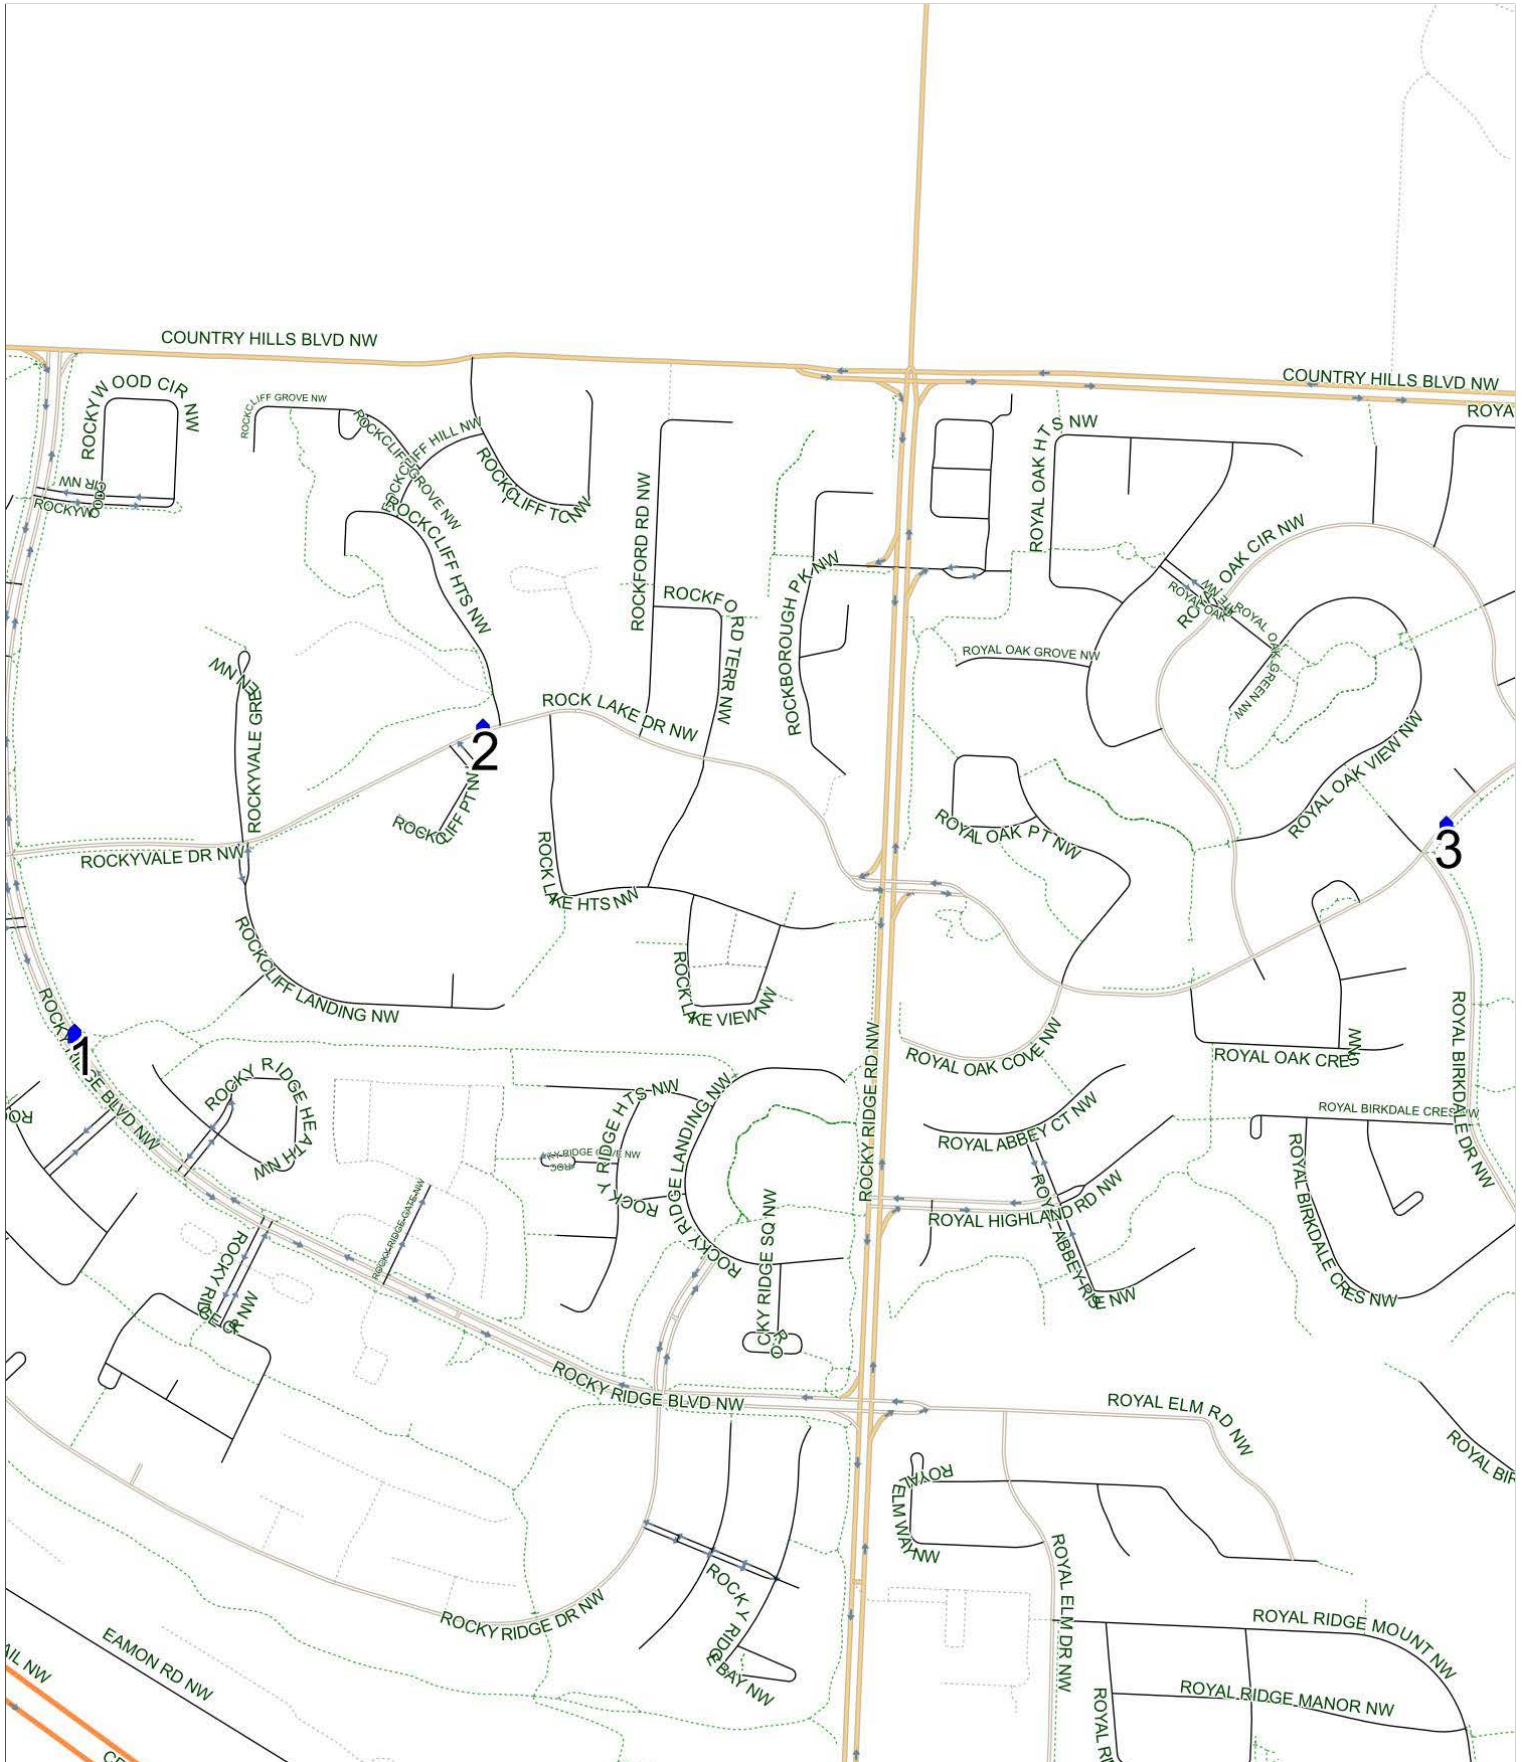 COUNTRY HILLS BLVD NW
COUNTRY HILLS BLVD NW
ROYA
ROCKYWOOD CIR NW
ROCKCLIFF GROVE NW
ROCKCLIFF GROVE NW
ROCKCLIFF HILL NW
ROCKCLIFF TC NW
ROCKCLIFF HTS NW
ROCKFORD RD NW
ROCKFORD TERR NW
ROCKBOROUGH PK NW
ROYAL OAK HTS NW
ROYAL OAK CIR NW
ROYAL OAK GREEN NW
ROYAL OAK GROVE NW
ROYAL OAK VIEW NW
ROCKYVALE GREEN NW
ROCK LAKE DR NW
2
ROCKCLIFF PT NW
ROCKYVALE DR NW
ROCK LAKE HTS NW
ROYAL OAK PT NW
3
ROCKCLIFF LANDING NW
ROCK LAKE VIEW NW
1
ROCKY RIDGE BLVD NW
ROCKY RIDGE RD NW
ROYAL OAK COVE NW
ROYAL OAK CRES NW
ROYAL BIRKDALE DR NW
ROCKY RIDGE HEATH NW
RO
ROCKY RIDGE HTS NW
ROCKY RIDGE LANDING NW
ROYAL ABBEY CT NW
ROYAL BIRKDALE CRES NW
ROYAL BIRKDALE CRES NW
ROCKY RIDGE GATE NW
ROCKY RIDGE SQ NW
ROYAL HIGHLAND RD NW
ROYAL ABBEY RISE NW
ROCKY RIDGE BLVD NW
ROYAL ELM RD NW
ROYAL BIR
ROYAL ELM WAY NW
ROYAL ELM DR NW
ROCKY RIDGE DR NW
ROCKY RIDGE BAY NW
ROYAL RIDGE MOUNT NW
ROYAL RIDGE MANOR NW
ROYAL RI
EAMON RD NW
AIL NW